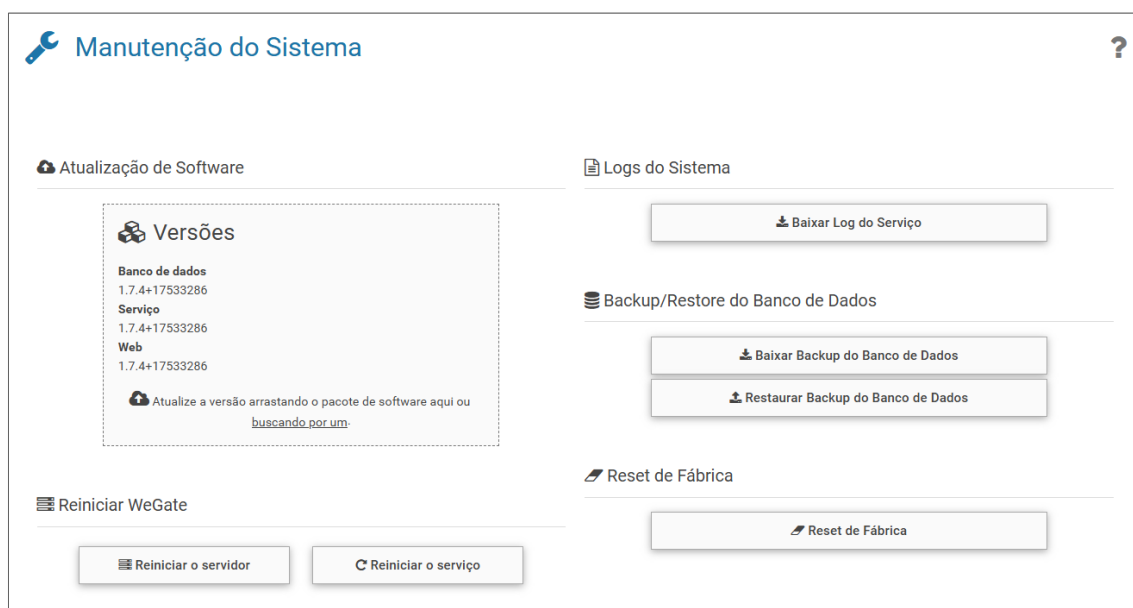 Manutenção do Sistema
?
Atualização de Software
Versões
Banco de dados
1.7.4+17533286
Serviço
1.7.4+17533286
Web
1.7.4+17533286
Atualize a versão arrastando o pacote de software aqui ou
buscando por um.
Reiniciar WeGate
Reiniciar o servidor
Reiniciar o serviço
Logs do Sistema
Baixar Log do Serviço
Backup/Restore do Banco de Dados
Baixar Backup do Banco de Dados
Restaurar Backup do Banco de Dados
Reset de Fábrica
Reset de Fábrica